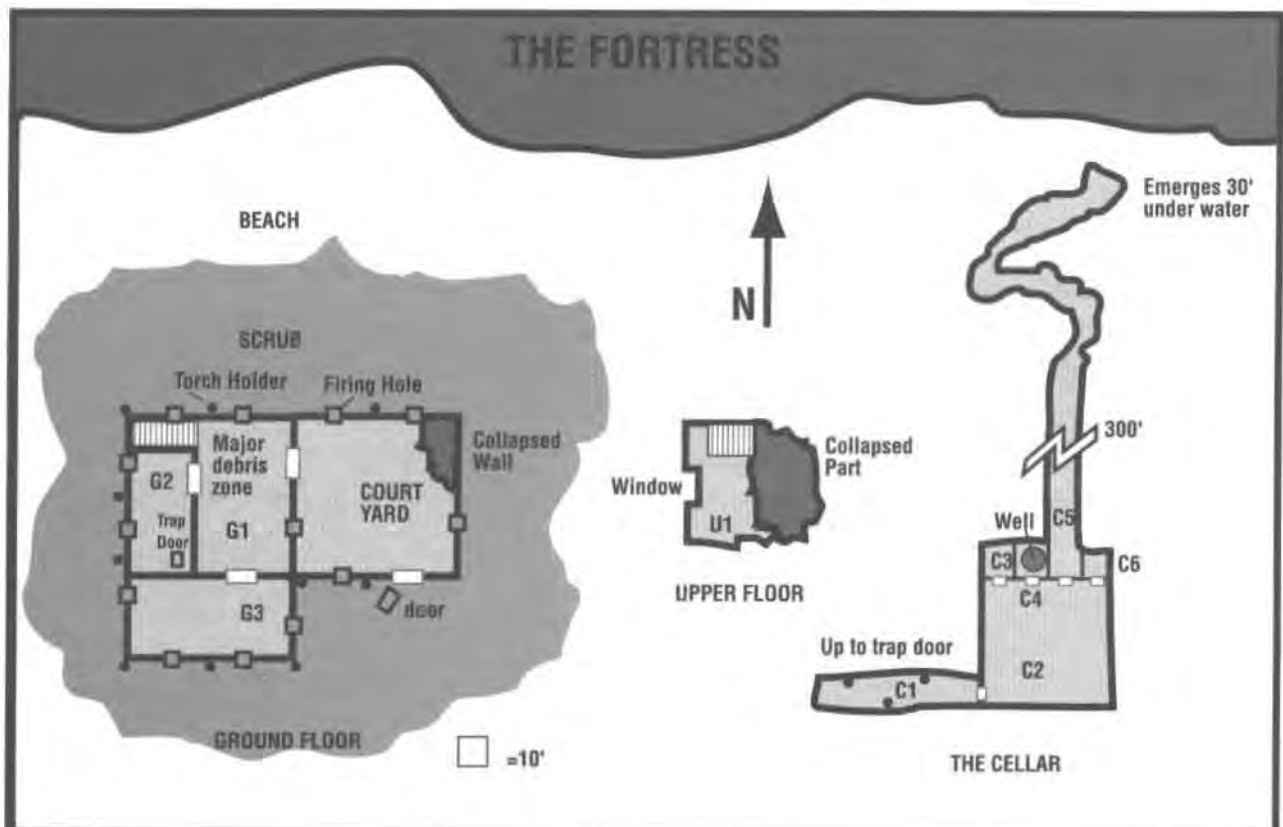 THE FORTRESS
BEACH
SCRUB
Torch Holder
Firing Hole
Major
debris
zone
G2
Trap
Door
G1
COURT
YARD
Collapsed
Wall
G3
door
GROUND FLOOR
=10'
N
Window
U1
Collapsed
Part
UPPER FLOOR
Emerges 30'
under water
300'
Well
C5
C3
C6
C4
C2
Up to trap door
C1
THE CELLAR